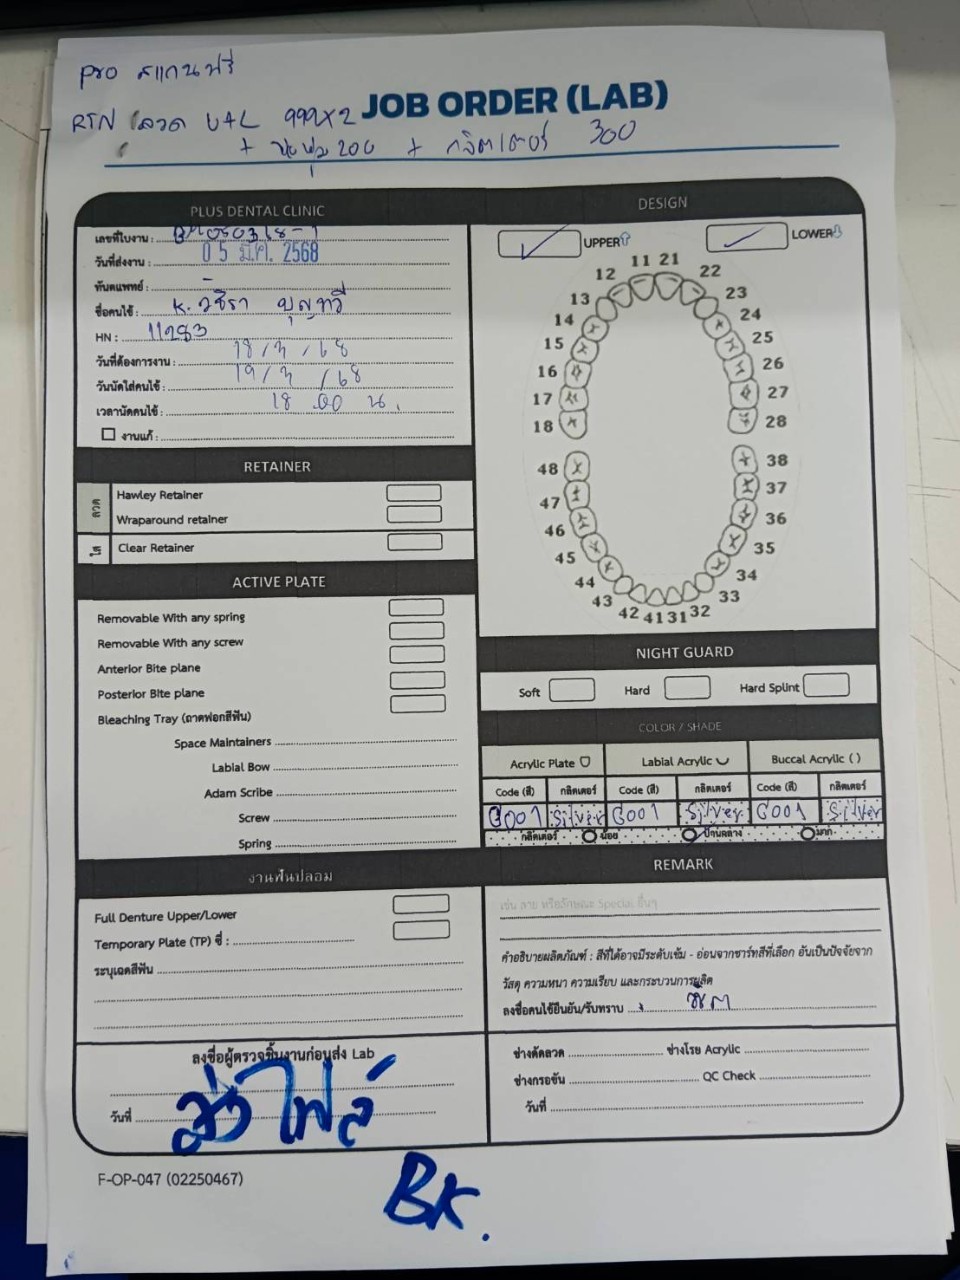 Pro สแกนฟรี
RTN ลวด U+L 999x2
JOB ORDER (LAB)
+ 200 + กลิตเตอร์ 300
PLUS DENTAL CLINIC
เลขที่ใบงาน :
วันที่ส่งงาน : 0 5 มี.ค. 2568
ทันตแพทย์ : -
ชื่อคนไข้ : K. วชิรา บุญทวี
HN : 11283
วันที่ต้องการงาน : 18 / 3 / 68
วันนัดใส่คนไข้ : 19 / 3 / 68
เวลานัดคนไข้ : 18.00 น.
งานแก้ :
DESIGN
UPPER
LOWER
11 21
12 22
13 23
14 24
15 25
16 26
17 27
18 28
48 38
47 37
46 36
45 35
44 34
43 33
42 41 31 32
RETAINER
ลวด
Hawley Retainer
Wraparound retainer
ใส
Clear Retainer
ACTIVE PLATE
Removable With any spring
Removable With any screw
Anterior Bite plane
Posterior Bite plane
Bleaching Tray (ถาดฟอกสีฟัน)
Space Maintainers
Labial Bow
Adam Scribe
Screw
Spring
NIGHT GUARD
Soft
Hard
Hard Splint
COLOR / SHADE
Acrylic Plate
Labial Acrylic
Buccal Acrylic ( )
Code (สี) กลิตเตอร์ Code (สี) กลิตเตอร์ Code (สี) กลิตเตอร์
G001 Silver G001 Silver G001 Silver
กลิตเตอร์ น้อย ปานกลาง มาก
งานฟันปลอม
Full Denture Upper/Lower
Temporary Plate (TP) ซี่ :
ระบุเฉดสีฟัน
REMARK
เช่น ลาย หรือลักษณะ Special อื่นๆ
คำอธิบายผลิตภัณฑ์ : สีที่ได้อาจมีระดับเข้ม - อ่อนจากชาร์ทสีที่เลือก อันเป็นปัจจัยจาก
วัสดุ ความหนา ความเรียบ และกระบวนการผลิต
ลงชื่อคนไข้ยืนยัน/รับทราบ
ลงชื่อผู้ตรวจชิ้นงานก่อนส่ง Lab
ส่งไฟล์
วันที่
ช่างดัดลวด ช่างโรย Acrylic
ช่างกรอขัน QC Check
วันที่
F-OP-047 (02250467)
BK.